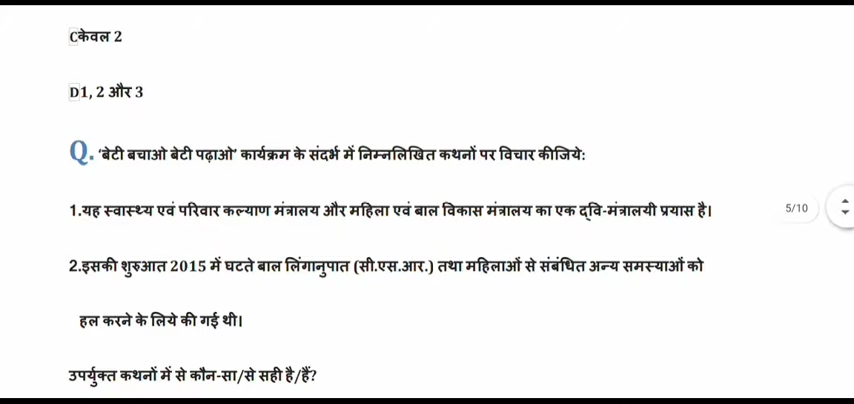 Cकेवल 2
D1, 2 और 3
Q. 'बेटी बचाओ बेटी पढ़ाओ' कार्यक्रम के संदर्भ में निम्नलिखित कथनों पर विचार कीजिये:
1.यह स्वास्थ्य एवं परिवार कल्याण मंत्रालय और महिला एवं बाल विकास मंत्रालय का एक द्वि-मंत्रालयी प्रयास है।
5/10
2.इसकी शुरुआत 2015 में घटते बाल लिंगानुपात (सी.एस.आर.) तथा महिलाओं से संबंधित अन्य समस्याओं को
हल करने के लिये की गई थी।
उपर्युक्त कथनों में से कौन-सा/से सही है/हैं?